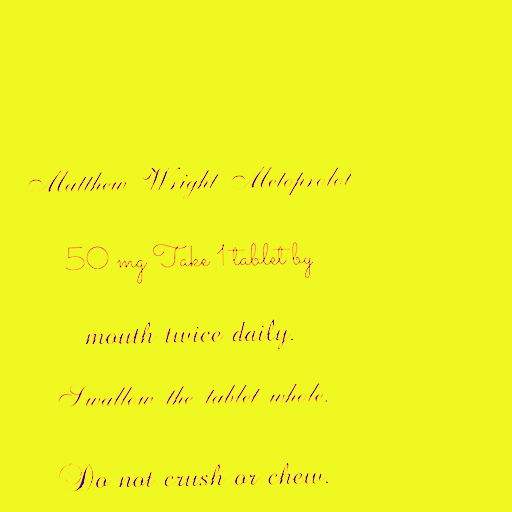 Matthew Wright Metoprolol
50 mg Take 1 tablet by
mouth twice daily.
Swallow the tablet whole.
Do not crush or chew.